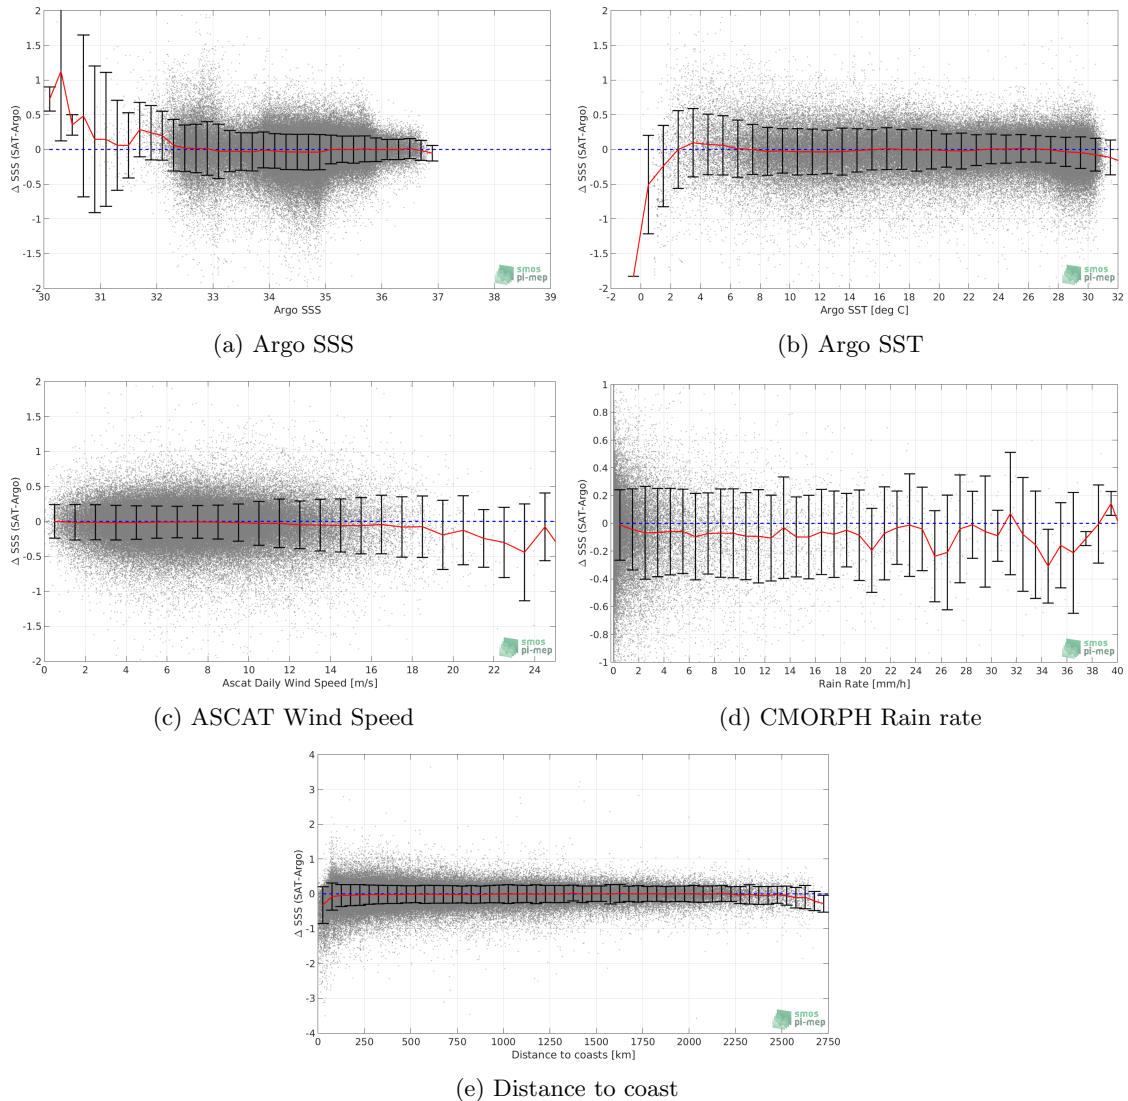 2
1.5
1
0.5
0
-0.5
-1
-1.5
-2
Δ SSS (SAT-Argo)
30 31 32 33 34 35 36 37 38 39
Argo SSS
smos
pi-mep
(a) Argo SSS
2
1.5
1
0.5
0
-0.5
-1
-1.5
-2
Δ SSS (SAT-Argo)
-2 0 2 4 6 8 10 12 14 16 18 20 22 24 26 28 30 32
Argo SST [deg C]
smos
pi-mep
(b) Argo SST
2
1.5
1
0.5
0
-0.5
-1
-1.5
-2
Δ SSS (SAT-Argo)
0 2 4 6 8 10 12 14 16 18 20 22 24
Ascat Daily Wind Speed [m/s]
smos
pi-mep
(c) ASCAT Wind Speed
1
0.8
0.6
0.4
0.2
0
-0.2
-0.4
-0.6
-0.8
-1
Δ SSS (SAT-Argo)
0 2 4 6 8 10 12 14 16 18 20 22 24 26 28 30 32 34 36 38 40
Rain Rate [mm/h]
smos
pi-mep
(d) CMORPH Rain rate
4
3
2
1
0
-1
-2
-3
-4
Δ SSS (SAT-Argo)
0 250 500 750 1000 1250 1500 1750 2000 2250 2500 2750
Distance to coasts [km]
smos
pi-mep
(e) Distance to coast